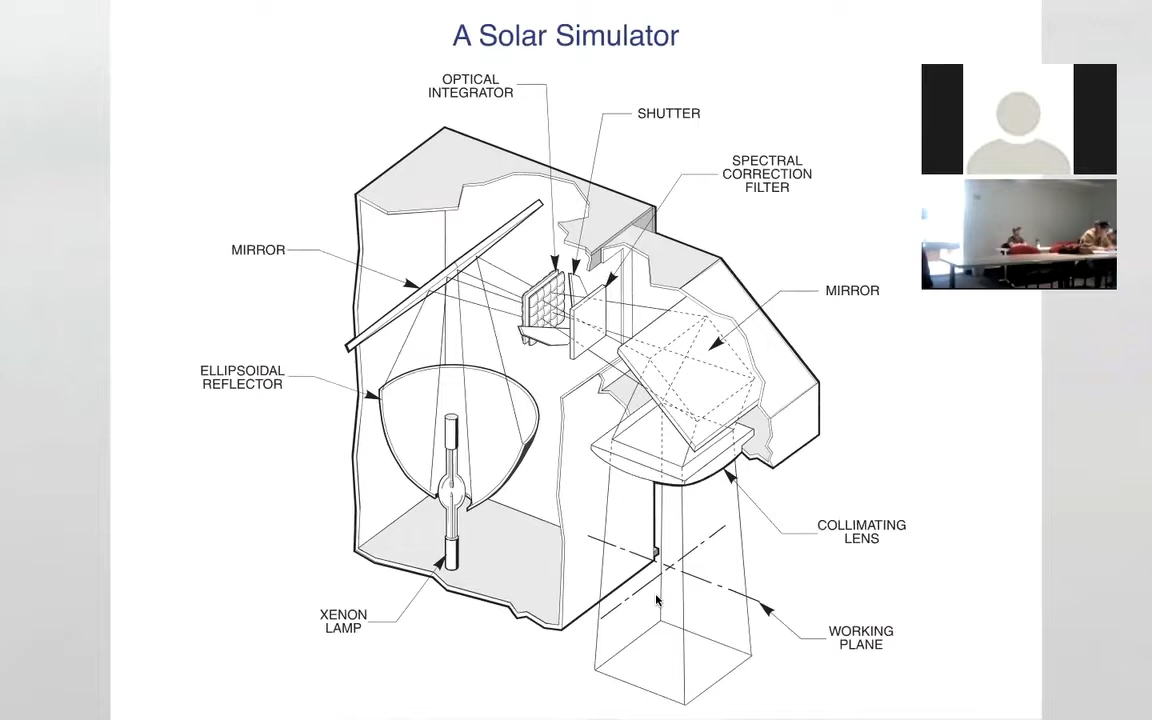 A Solar Simulator
OPTICAL
INTEGRATOR
SHUTTER
SPECTRAL
CORRECTION
FILTER
MIRROR
MIRROR
ELLIPSOIDAL
REFLECTOR
COLLIMATING
LENS
XENON
LAMP
WORKING
PLANE